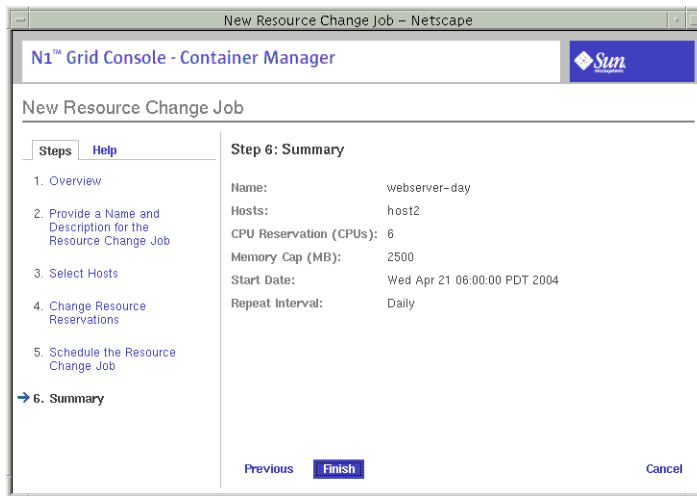 New Resource Change Job – Netscape
N1™ Grid Console - Container Manager
Sun
microsystems
New Resource Change Job
Steps Help
1. Overview
2. Provide a Name and
Description for the
Resource Change Job
3. Select Hosts
4. Change Resource
Reservations
5. Schedule the Resource
Change Job
6. Summary
Step 6: Summary
Name: webserver-day
Hosts: host2
CPU Reservation (CPUs): 6
Memory Cap (MB): 2500
Start Date: Wed Apr 21 06:00:00 PDT 2004
Repeat Interval: Daily
Previous Finish Cancel